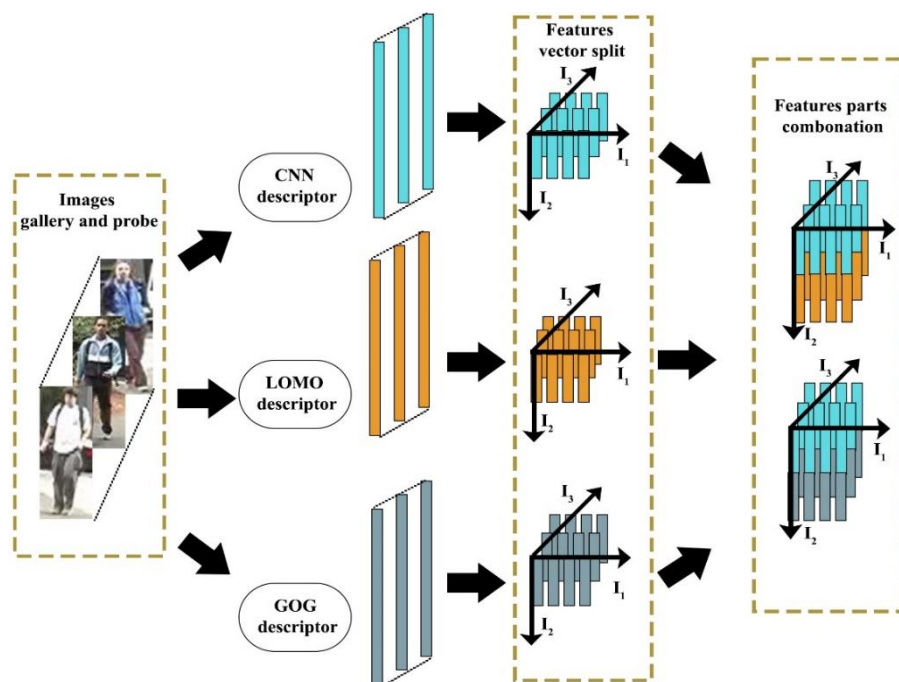 Images
gallery and probe
CNN
descriptor
LOMO
descriptor
GOG
descriptor
Features
vector split
I3
I1
I2
I3
I1
I2
I3
I1
I2
Features parts
combonation
I3
I1
I2
I3
I1
I2